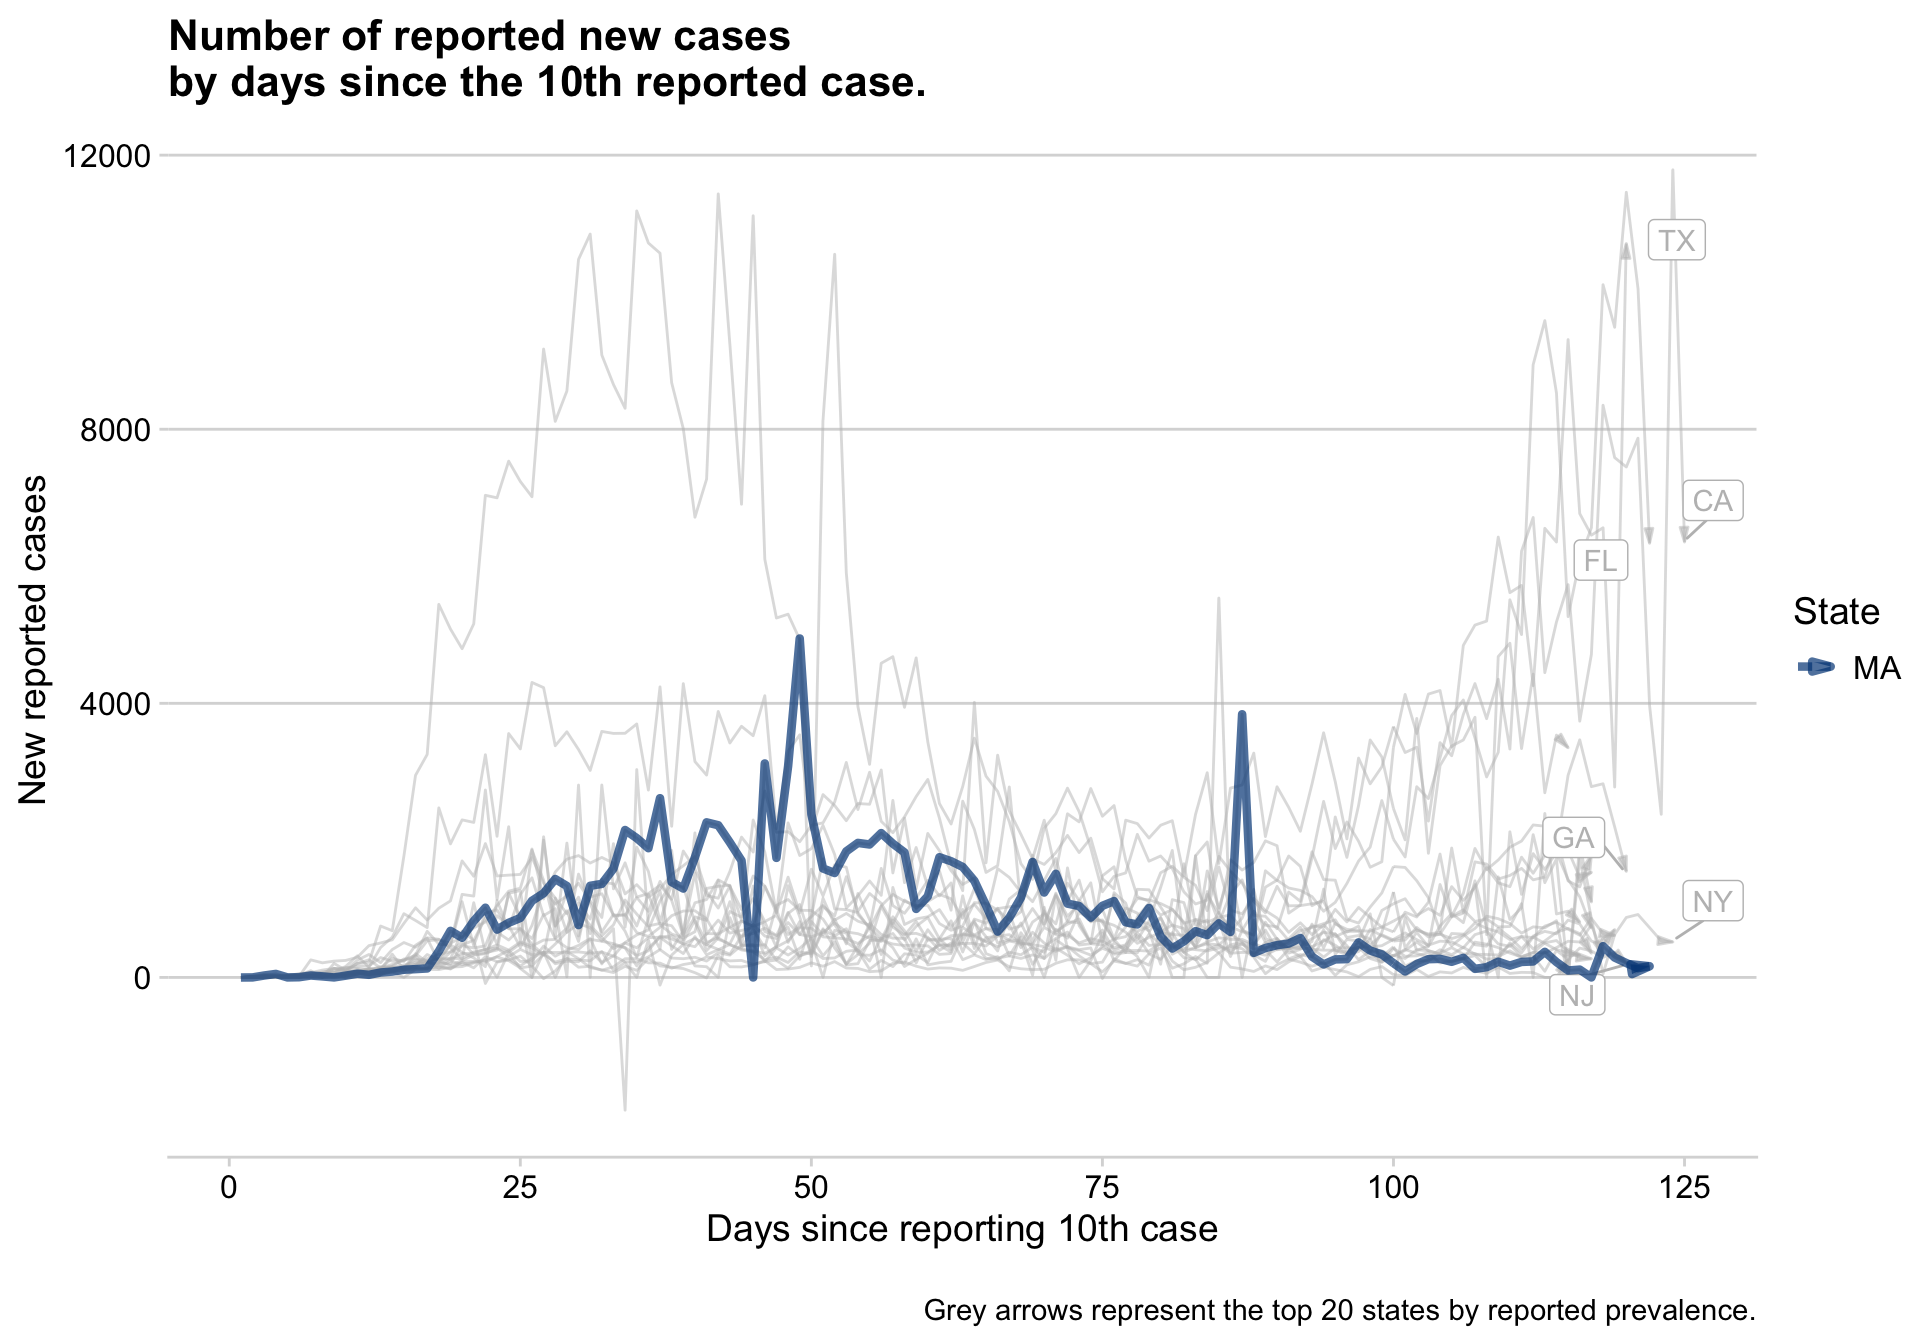 Number of reported new cases
by days since the 10th reported case.
New reported cases
12000
8000
4000
0
TX
CA
FL
GA
NY
NJ
State
MA
0 25 50 75 100 125
Days since reporting 10th case
Grey arrows represent the top 20 states by reported prevalence.